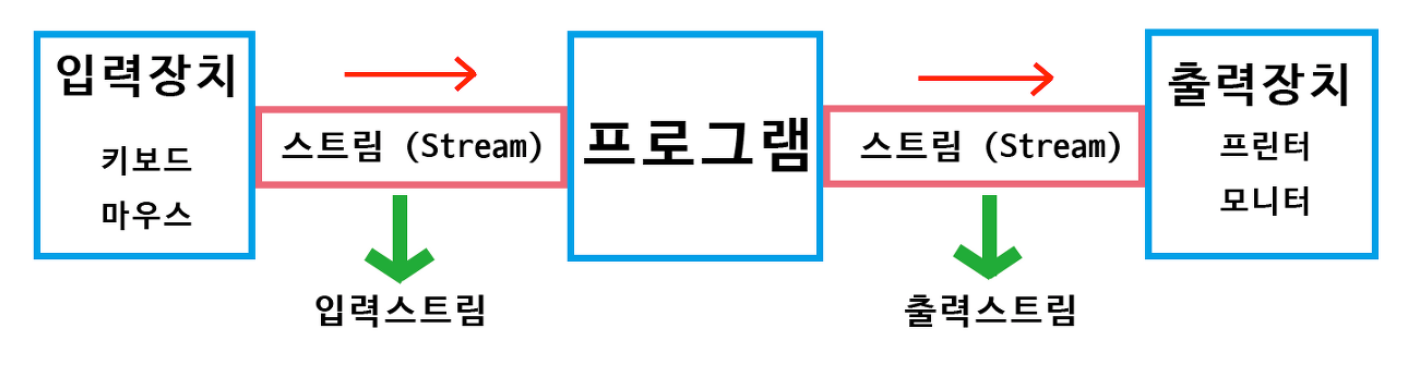 입력장치
키보드
마우스
스트림 (Stream)
입력스트림
프로그램
스트림 (Stream)
출력스트림
출력장치
프린터
모니터